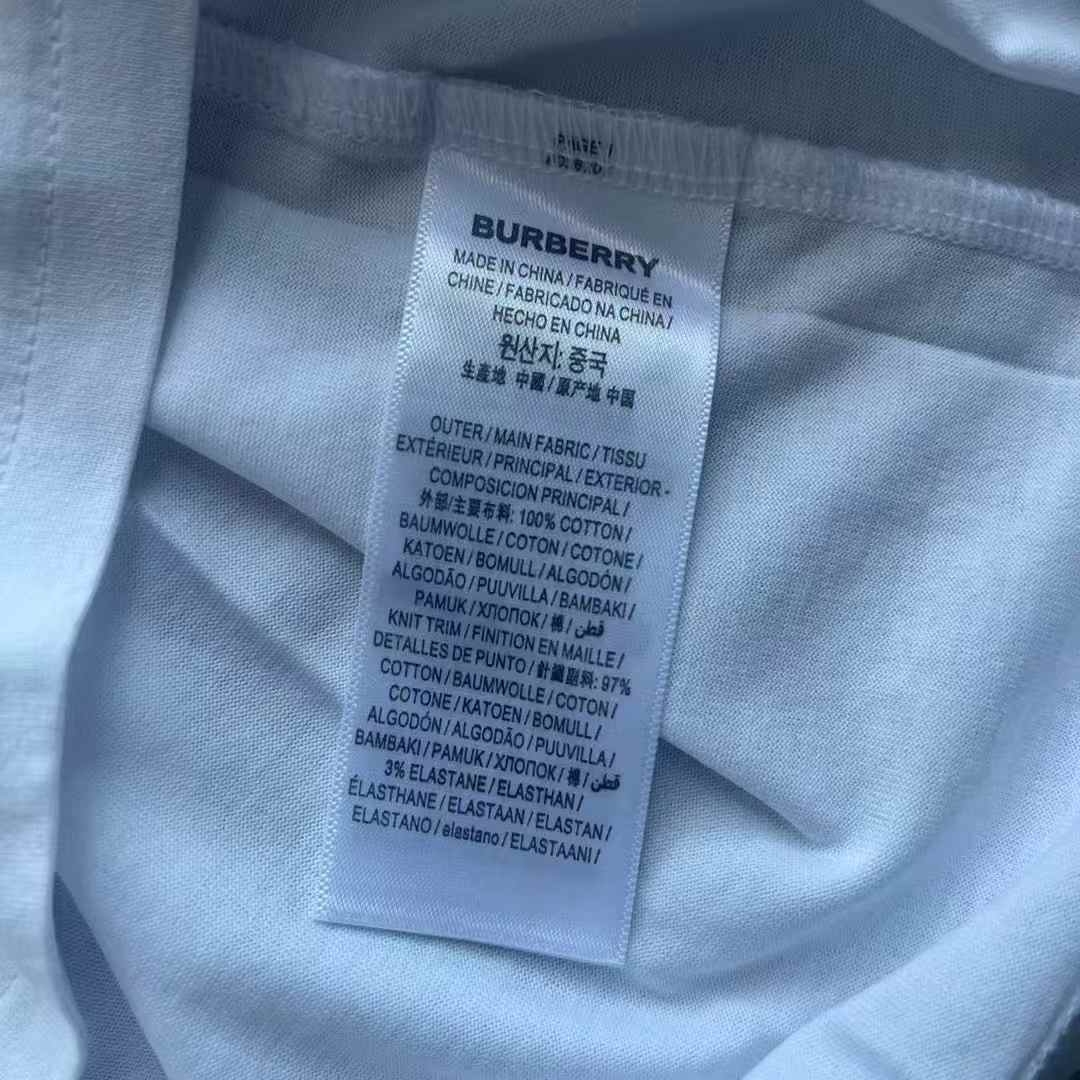 BURBERRY
MADE IN CHINA / FABRIQUÉ EN
CHINE / FABRICADO NA CHINA /
HECHO EN CHINA
원산지: 중국
生產地 中國 / 原产地 中国
OUTER / MAIN FABRIC / TISSU
EXTÉRIEUR / PRINCIPAL / EXTERIOR -
COMPOSICION PRINCIPAL /
外部/主要布料: 100% COTTON /
BAUMWOLLE / COTON / COTONE /
KATOEN / BOMULL / ALGODÓN /
ALGODÃO / PUUVILLA / BAMBAKI /
PAMUK / ХЛОПОК / 棉 / قطن
KNIT TRIM / FINITION EN MAILLE /
DETALLES DE PUNTO / 針織副料: 97%
COTTON / BAUMWOLLE / COTON /
COTONE / KATOEN / BOMULL /
ALGODÓN / ALGODÃO / PUUVILLA /
BAMBAKI / PAMUK / ХЛОПОК / 棉 / قطن
3% ELASTANE / ELASTHAN /
ÉLASTHANE / ELASTAAN / ELASTAN /
ELASTANO / elastano / ELASTAANI /